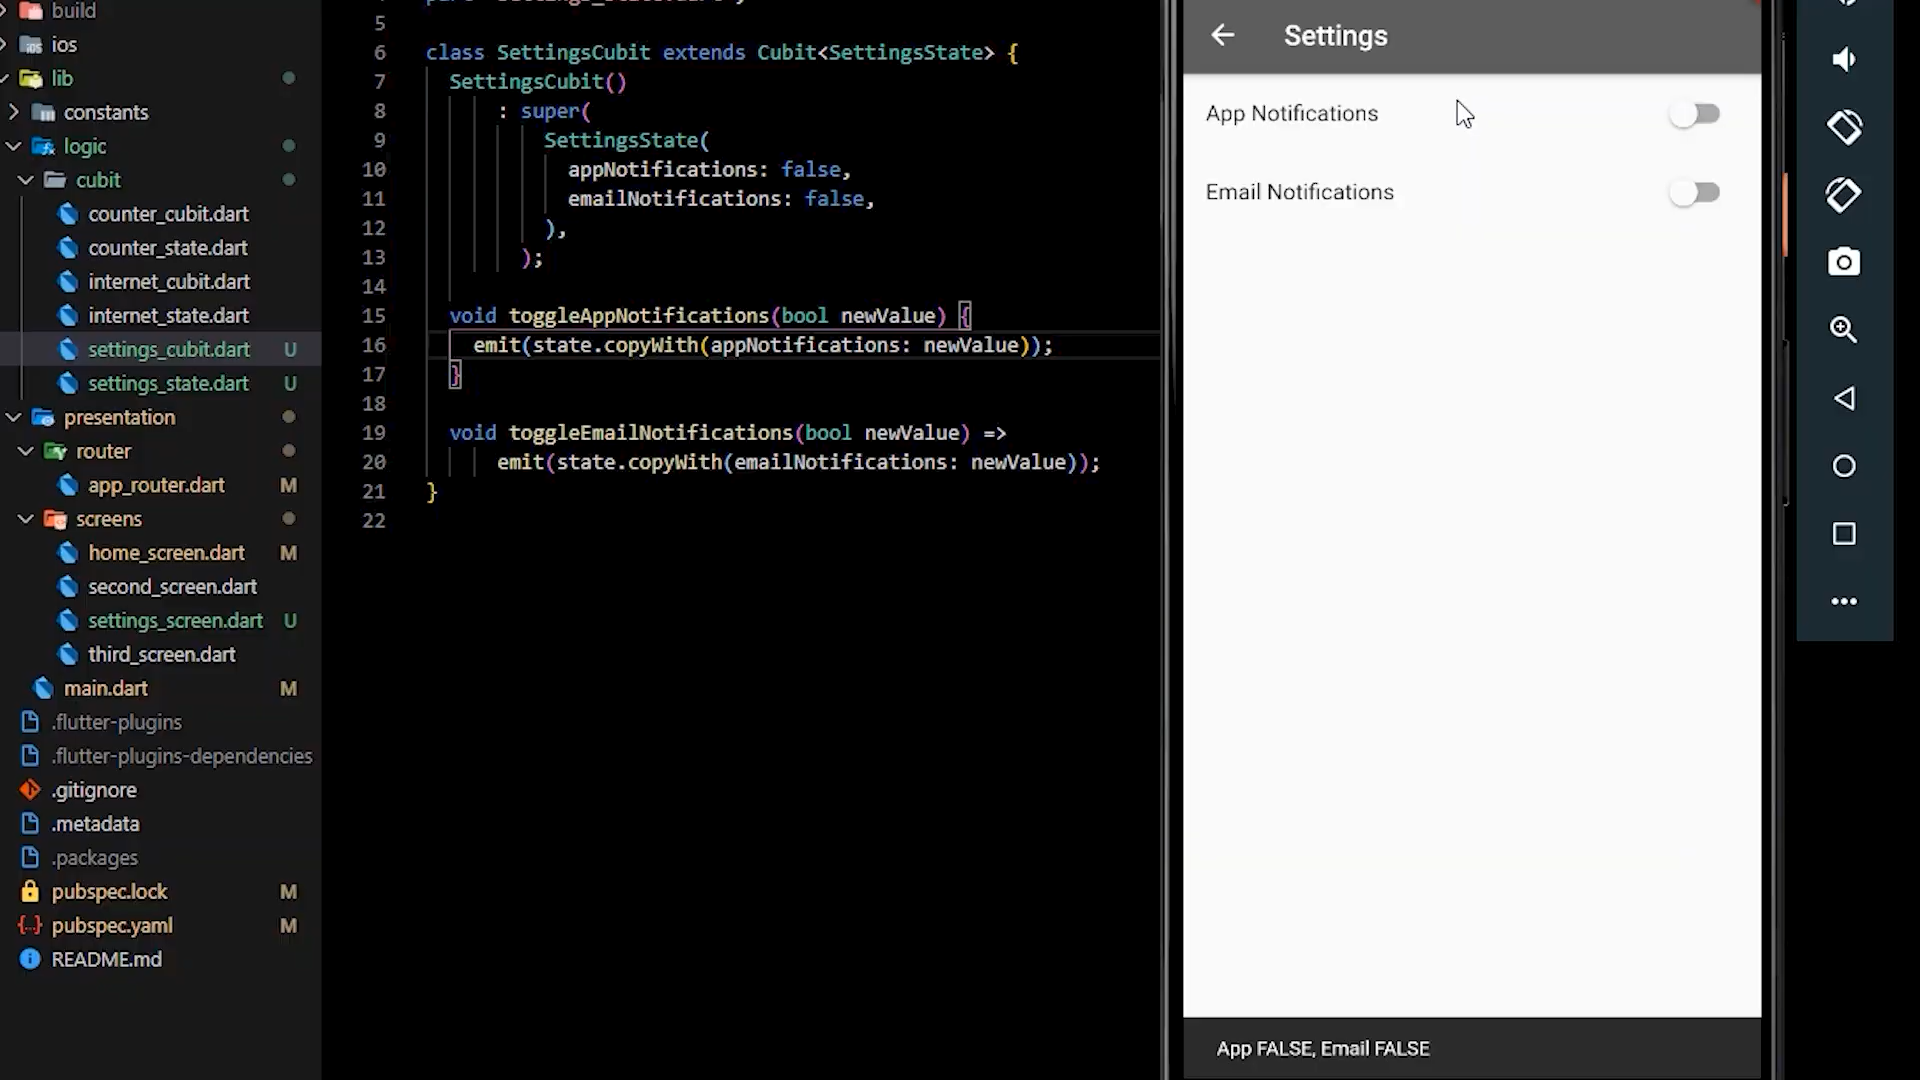 build
ios
lib
constants
logic
cubit
counter_cubit.dart
counter_state.dart
internet_cubit.dart
internet_state.dart
settings_cubit.dart U
settings_state.dart U
presentation
router
app_router.dart M
screens
home_screen.dart M
second_screen.dart
settings_screen.dart U
third_screen.dart
main.dart M
.flutter-plugins
.flutter-plugins-dependencies
.gitignore
.metadata
.packages
pubspec.lock M
pubspec.yaml M
README.md
5
6 class SettingsCubit extends Cubit<SettingsState> {
7 SettingsCubit()
8 : super(
9 SettingsState(
10 appNotifications: false,
11 emailNotifications: false,
12 ),
13 );
14
15 void toggleAppNotifications(bool newValue) {
16 emit(state.copyWith(appNotifications: newValue));
17 }
18
19 void toggleEmailNotifications(bool newValue) =>
20 emit(state.copyWith(emailNotifications: newValue));
21 }
22
Settings
App Notifications
Email Notifications
App FALSE, Email FALSE